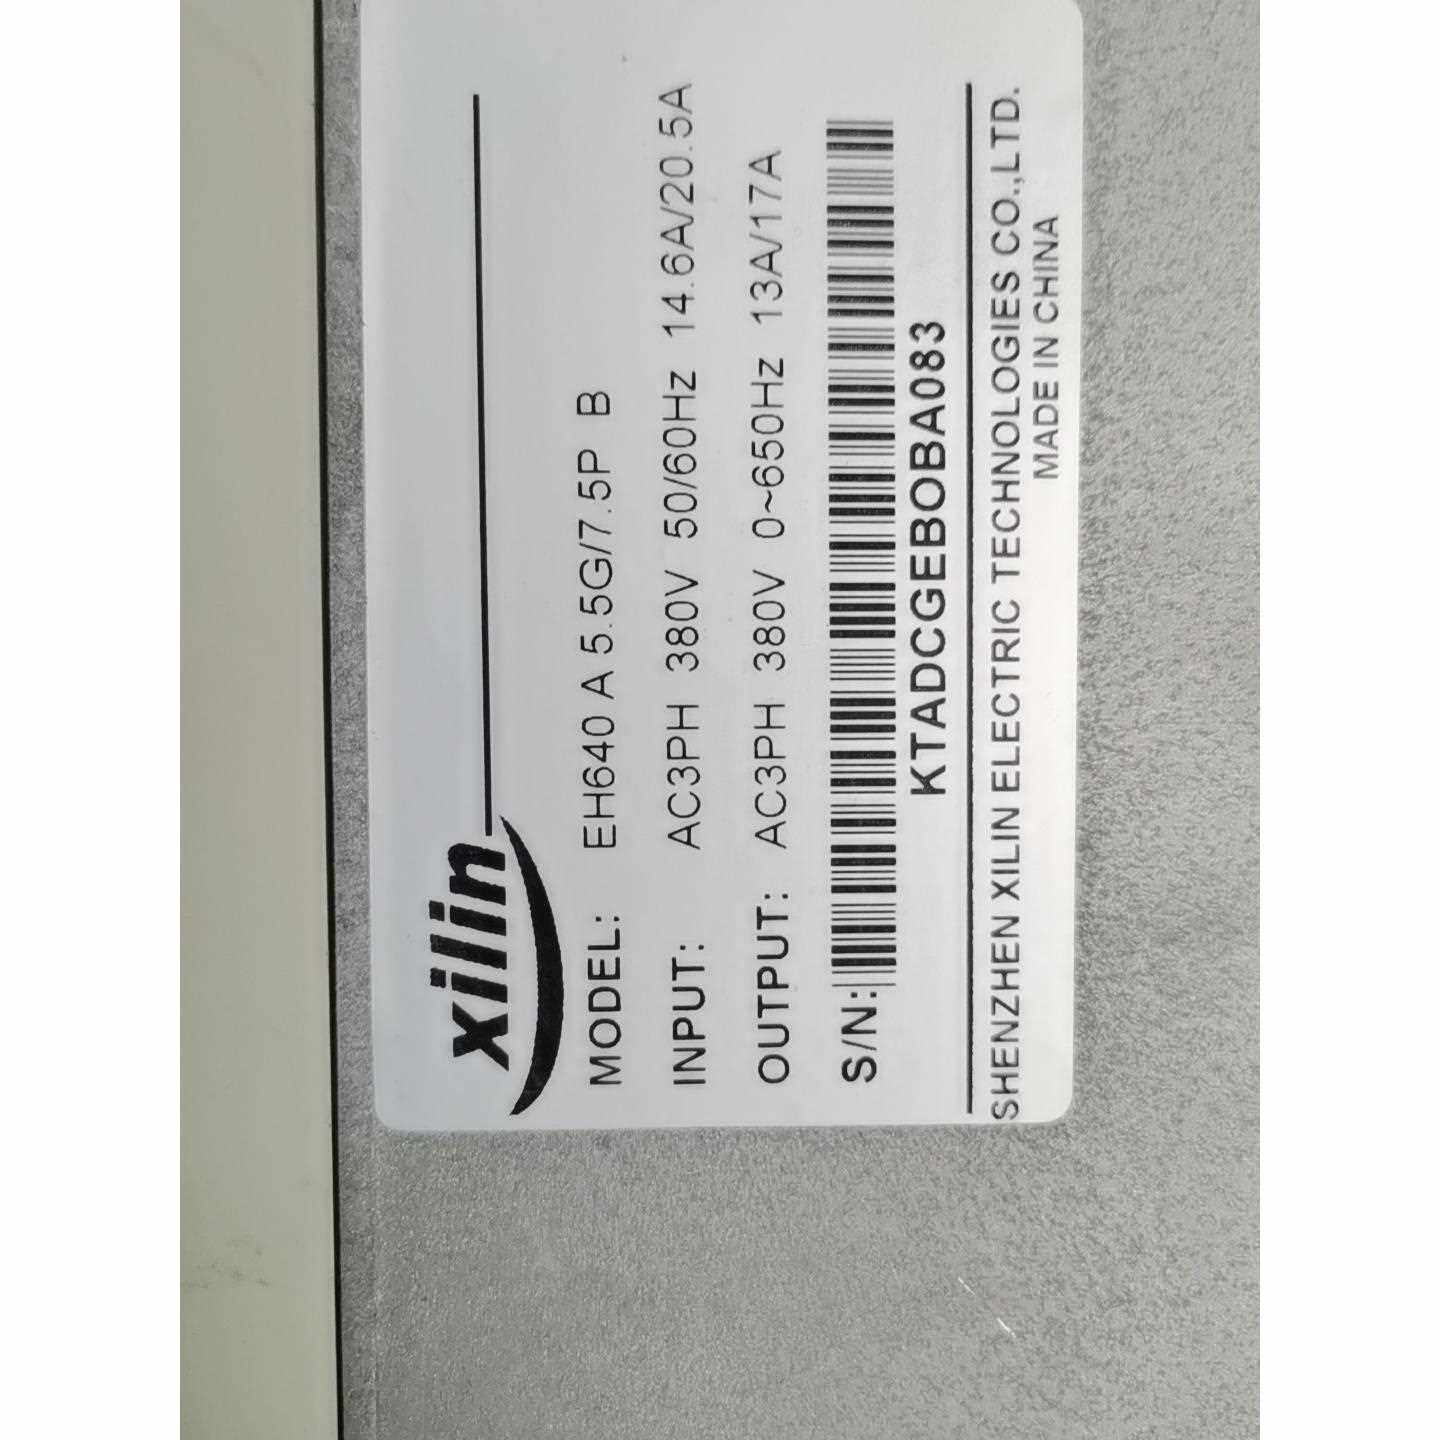 xilin
MODEL: EH640 A 5.5G/7.5P B
INPUT: AC3PH 380V 50/60Hz 14.6A/20.5A
OUTPUT: AC3PH 380V 0~650Hz 13A/17A
S/N:
KTADCGEBOBA083
SHENZHEN XILIN ELECTRIC TECHNOLOGIES CO.,LTD.
MADE IN CHINA